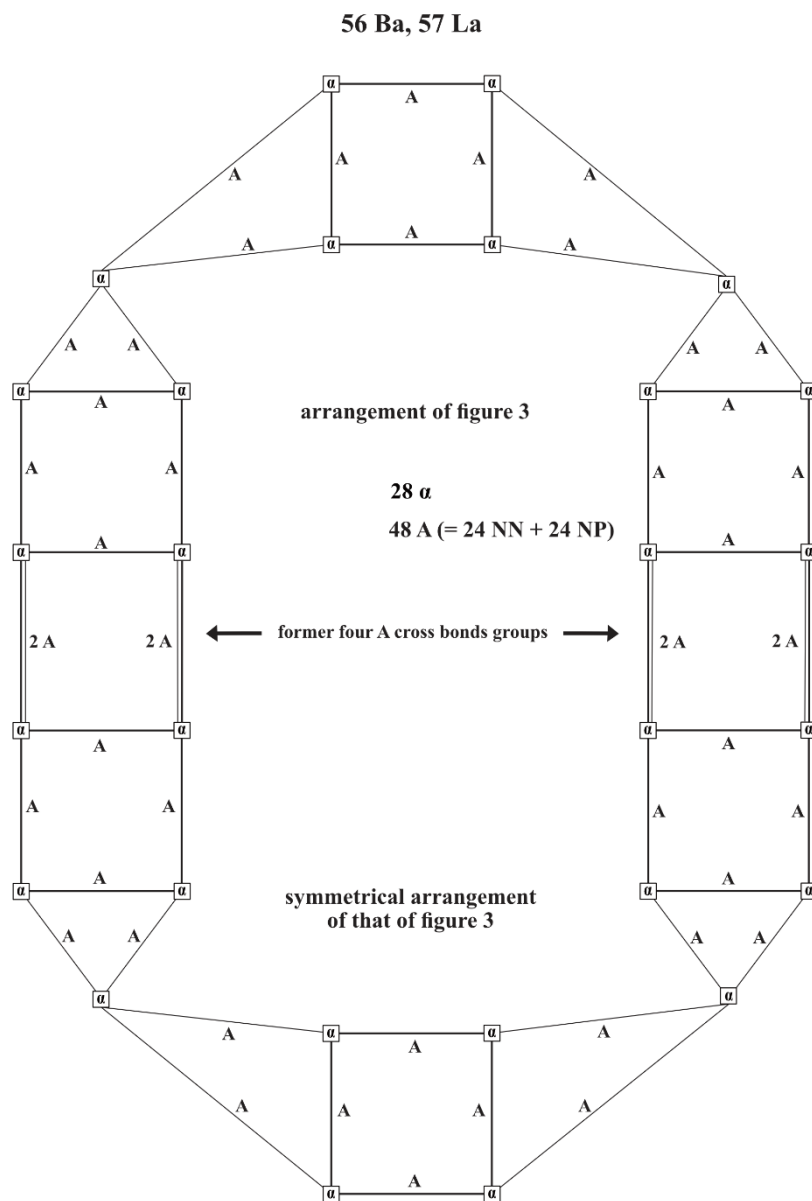 56 Ba, 57 La
α α
A
A A A A
A A A
α α
α α
A A A A
α α α α
A A
A A A A
arrangement of figure 3
28 α
48 A (= 24 NN + 24 NP)
A A
α α α α
2 A 2 A former four A cross bonds groups 2 A 2 A
α α α α
A A
A A A A
A A
α α α α
symmetrical arrangement
of that of figure 3
A A A A
α α
α α
A A A
A A A A
A
α α